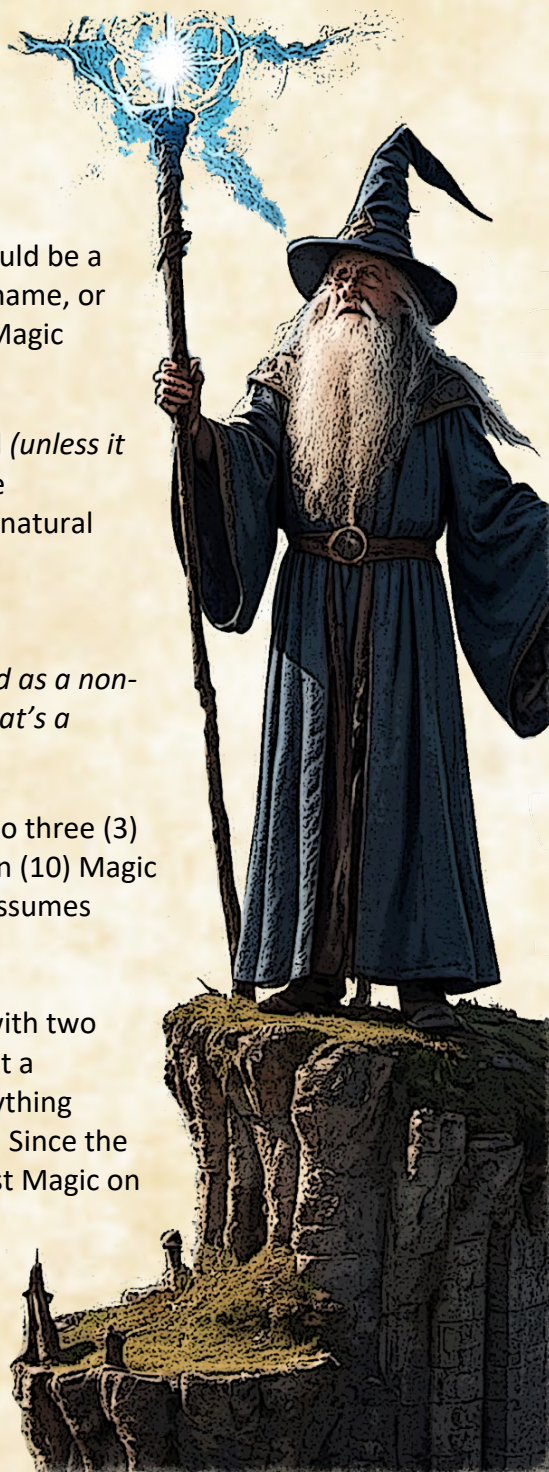 uld be a
name, or
Magic
(unless it
e
natural
d as a non-
at's a
o three (3)
n (10) Magic
ssumes
with two
t a
ything
Since the
st Magic on